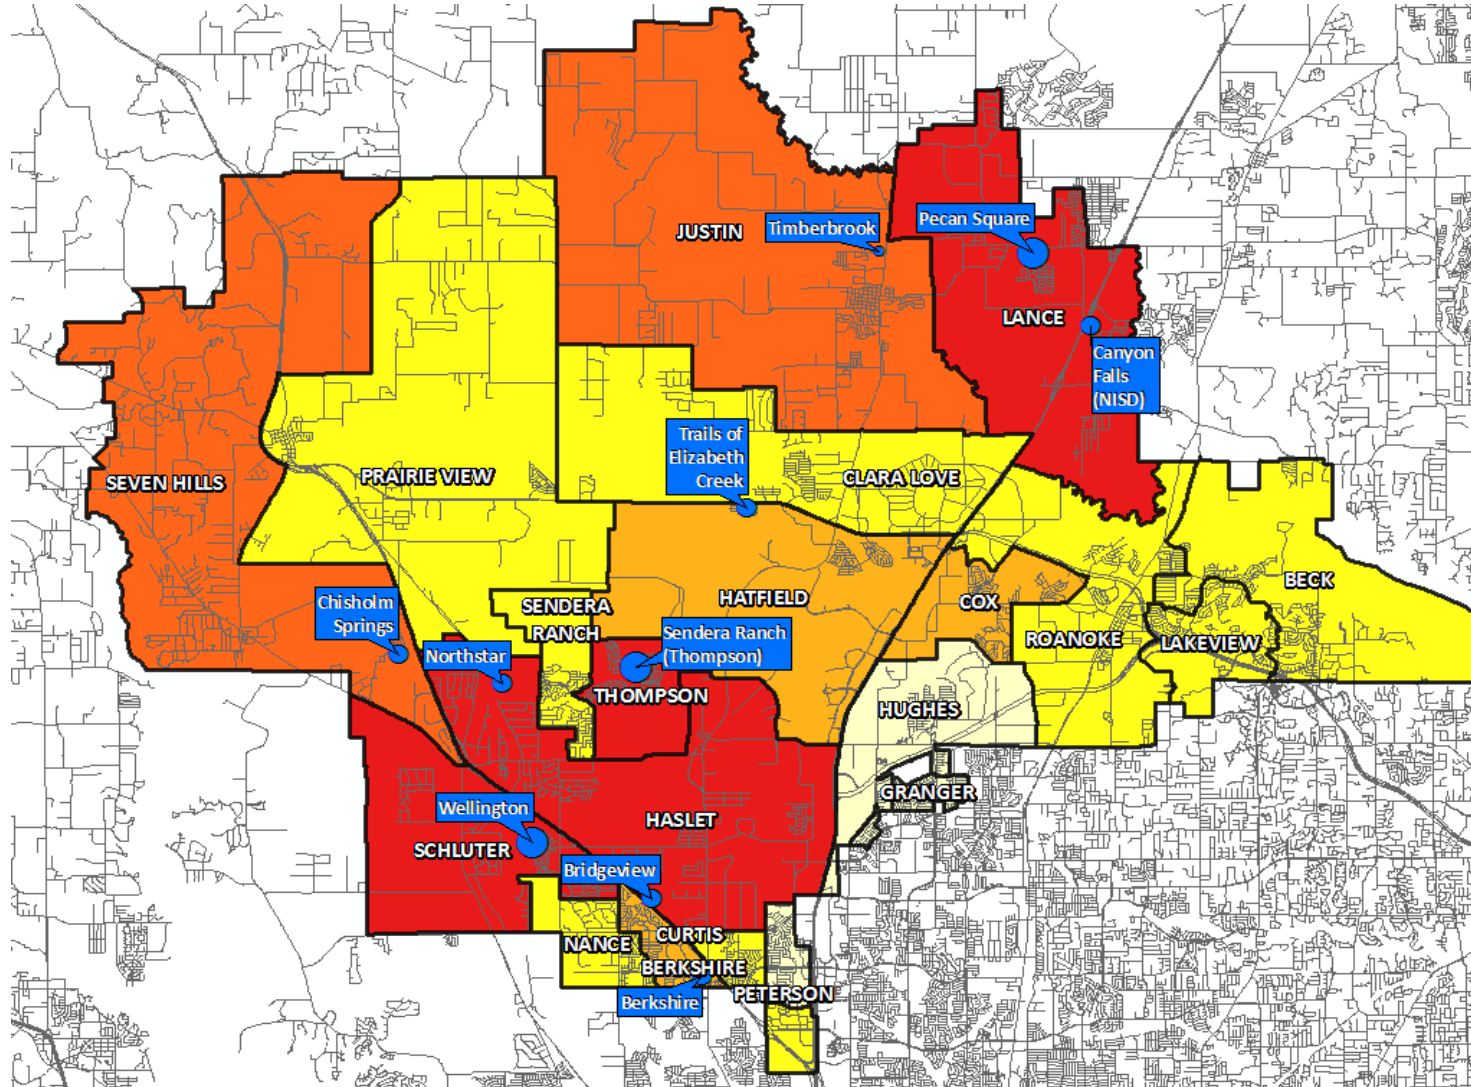 JUSTIN
Timberbrook
Pecan Square
LANCE
Canyon
Falls
(NISD)
Trails of
Elizabeth
Creek
SEVEN HILLS
PRAIRIE VIEW
CLARA LOVE
BECK
Chisholm
Springs
SENDERA
RANCH
HATFIELD
COX
Sendera Ranch
(Thompson)
ROANOKE
LAKEVIEW
Northstar
THOMPSON
HUGHES
GRANGER
Wellington
HASLET
SCHLUTER
Bridgeview
CURTIS
NANCE
BERKSHIRE
PETERSON
Berkshire